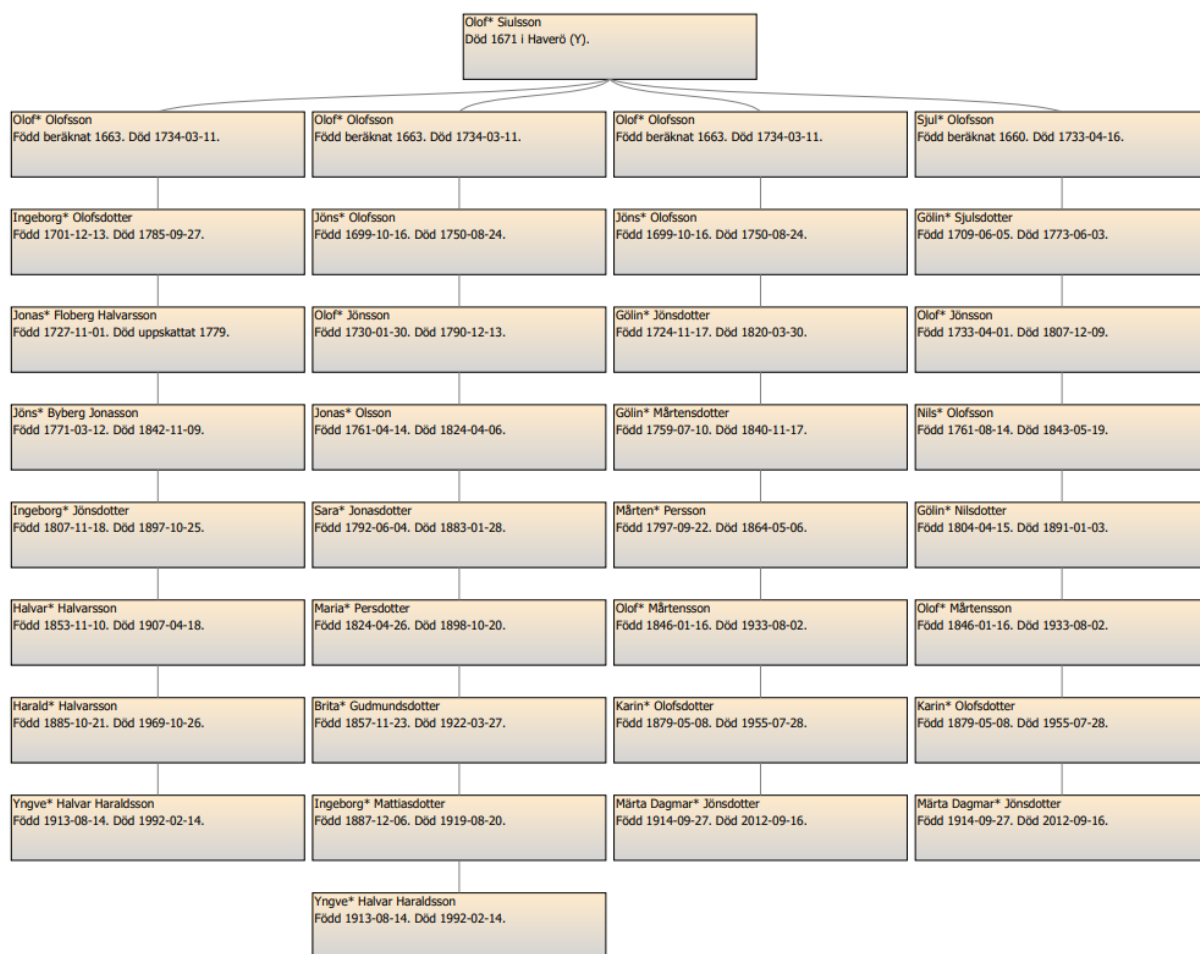 Olof* Siulsson
Död 1671 i Haverö (Y).
Olof* Olofsson
Född beräknat 1663. Död 1734-03-11.
Olof* Olofsson
Född beräknat 1663. Död 1734-03-11.
Olof* Olofsson
Född beräknat 1663. Död 1734-03-11.
Sjul* Olofsson
Född beräknat 1660. Död 1733-04-16.
Ingeborg* Olofsdotter
Född 1701-12-13. Död 1785-09-27.
Jöns* Olofsson
Född 1699-10-16. Död 1750-08-24.
Jöns* Olofsson
Född 1699-10-16. Död 1750-08-24.
Gölin* Sjulsdotter
Född 1709-06-05. Död 1773-06-03.
Jonas* Floberg Halvarsson
Född 1727-11-01. Död uppskattat 1779.
Olof* Jönsson
Född 1730-01-30. Död 1790-12-13.
Gölin* Jönsdotter
Född 1724-11-17. Död 1820-03-30.
Olof* Jönsson
Född 1733-04-01. Död 1807-12-09.
Jöns* Byberg Jonasson
Född 1771-03-12. Död 1842-11-09.
Jonas* Olsson
Född 1761-04-14. Död 1824-04-06.
Gölin* Mårtensdotter
Född 1759-07-10. Död 1840-11-17.
Nils* Olofsson
Född 1761-08-14. Död 1843-05-19.
Ingeborg* Jönsdotter
Född 1807-11-18. Död 1897-10-25.
Sara* Jonasdotter
Född 1792-06-04. Död 1883-01-28.
Mårten* Persson
Född 1797-09-22. Död 1864-05-06.
Gölin* Nilsdotter
Född 1804-04-15. Död 1891-01-03.
Halvar* Halvarsson
Född 1853-11-10. Död 1907-04-18.
Maria* Persdotter
Född 1824-04-26. Död 1898-10-20.
Olof* Mårtensson
Född 1846-01-16. Död 1933-08-02.
Olof* Mårtensson
Född 1846-01-16. Död 1933-08-02.
Harald* Halvarsson
Född 1885-10-21. Död 1969-10-26.
Brita* Gudmundsdotter
Född 1857-11-23. Död 1922-03-27.
Karin* Olofsdotter
Född 1879-05-08. Död 1955-07-28.
Karin* Olofsdotter
Född 1879-05-08. Död 1955-07-28.
Yngve* Halvar Haraldsson
Född 1913-08-14. Död 1992-02-14.
Ingeborg* Mattiasdotter
Född 1887-12-06. Död 1919-08-20.
Märta Dagmar* Jönsdotter
Född 1914-09-27. Död 2012-09-16.
Märta Dagmar* Jönsdotter
Född 1914-09-27. Död 2012-09-16.
Yngve* Halvar Haraldsson
Född 1913-08-14. Död 1992-02-14.